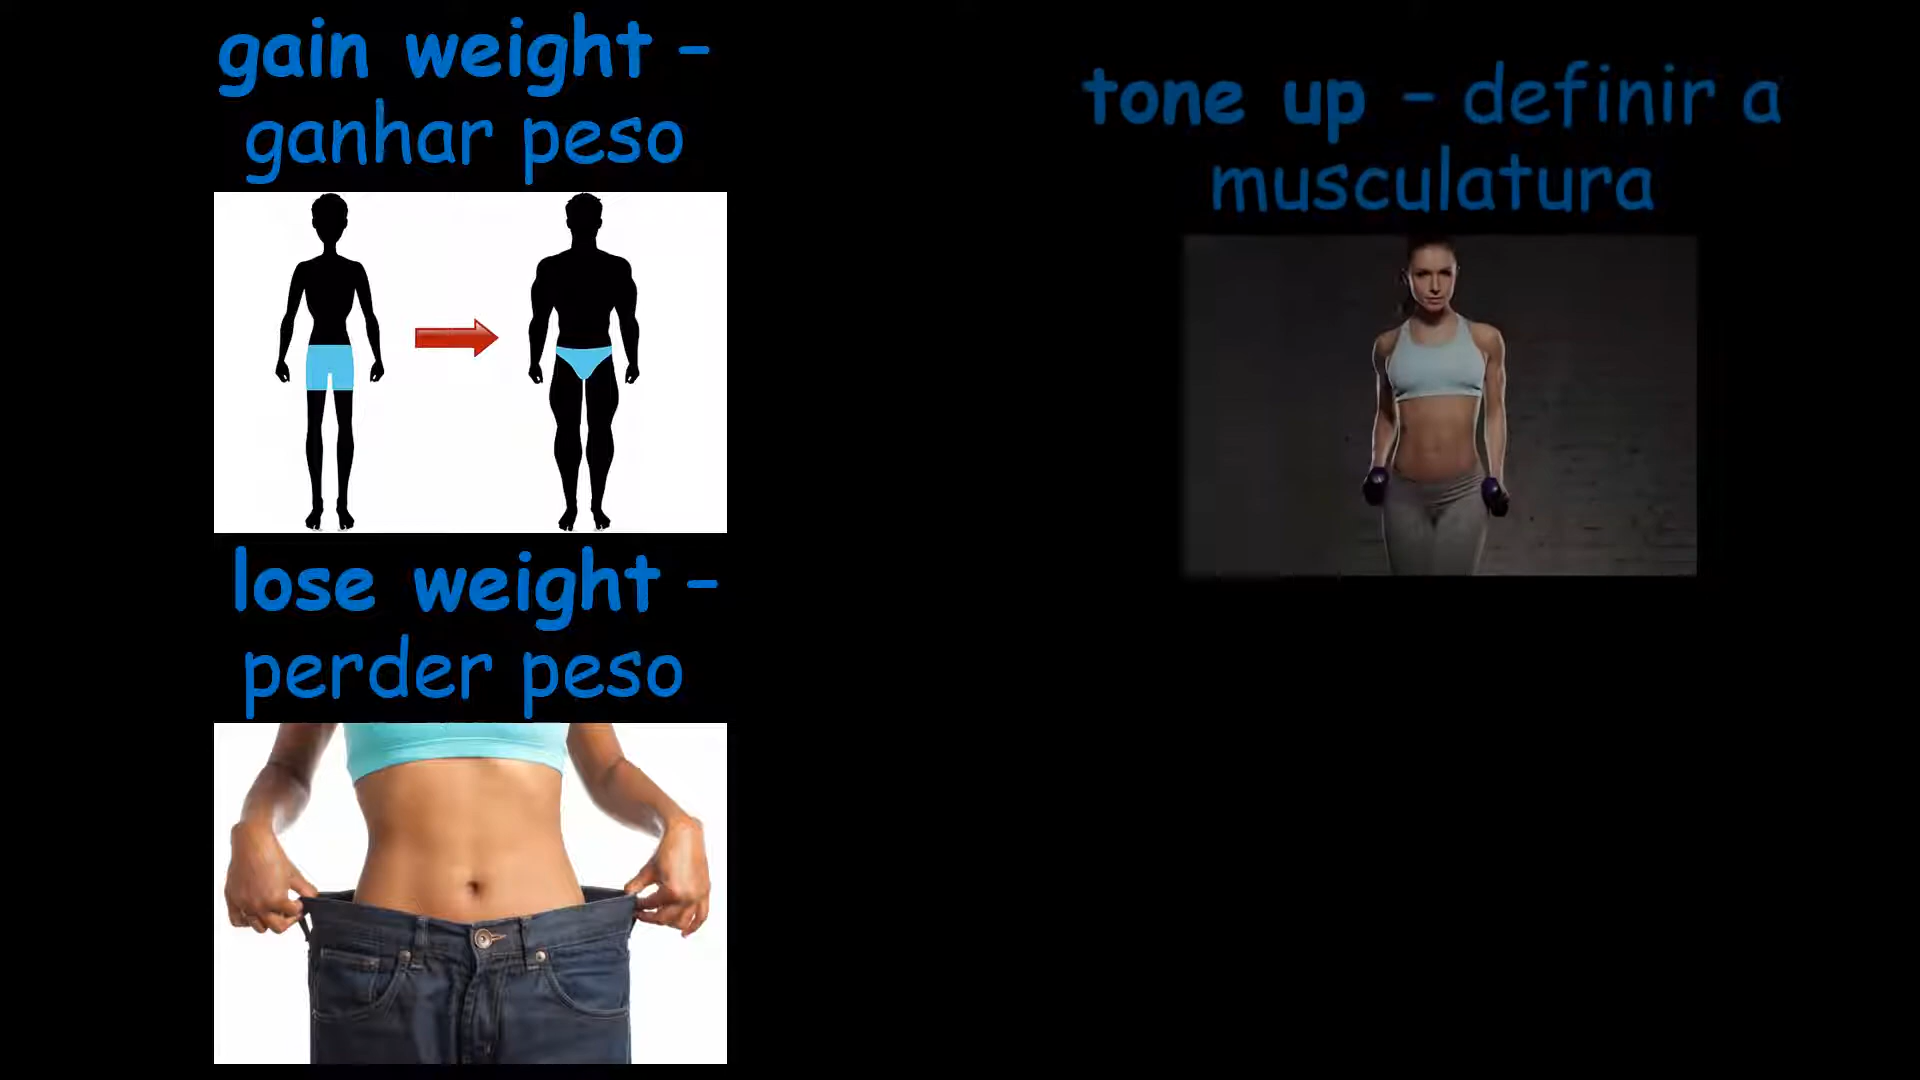 gain weight –
ganhar peso
lose weight –
perder peso
tone up – definir a
musculatura